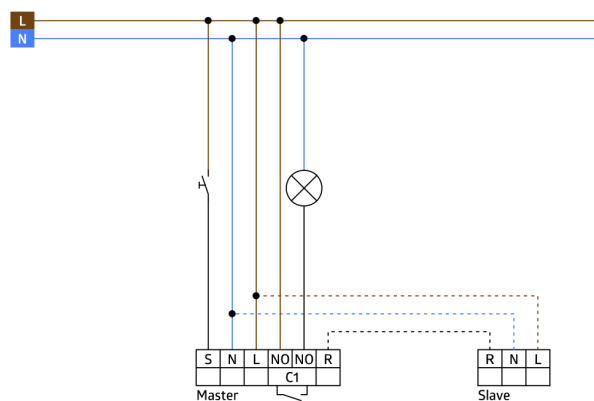 L
N
S N L NO NO R
C1
Master
R N L
Slave